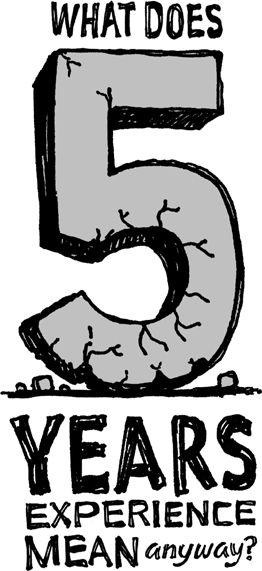 WHAT DOES
5
YEARS
EXPERIENCE
MEAN anyway?